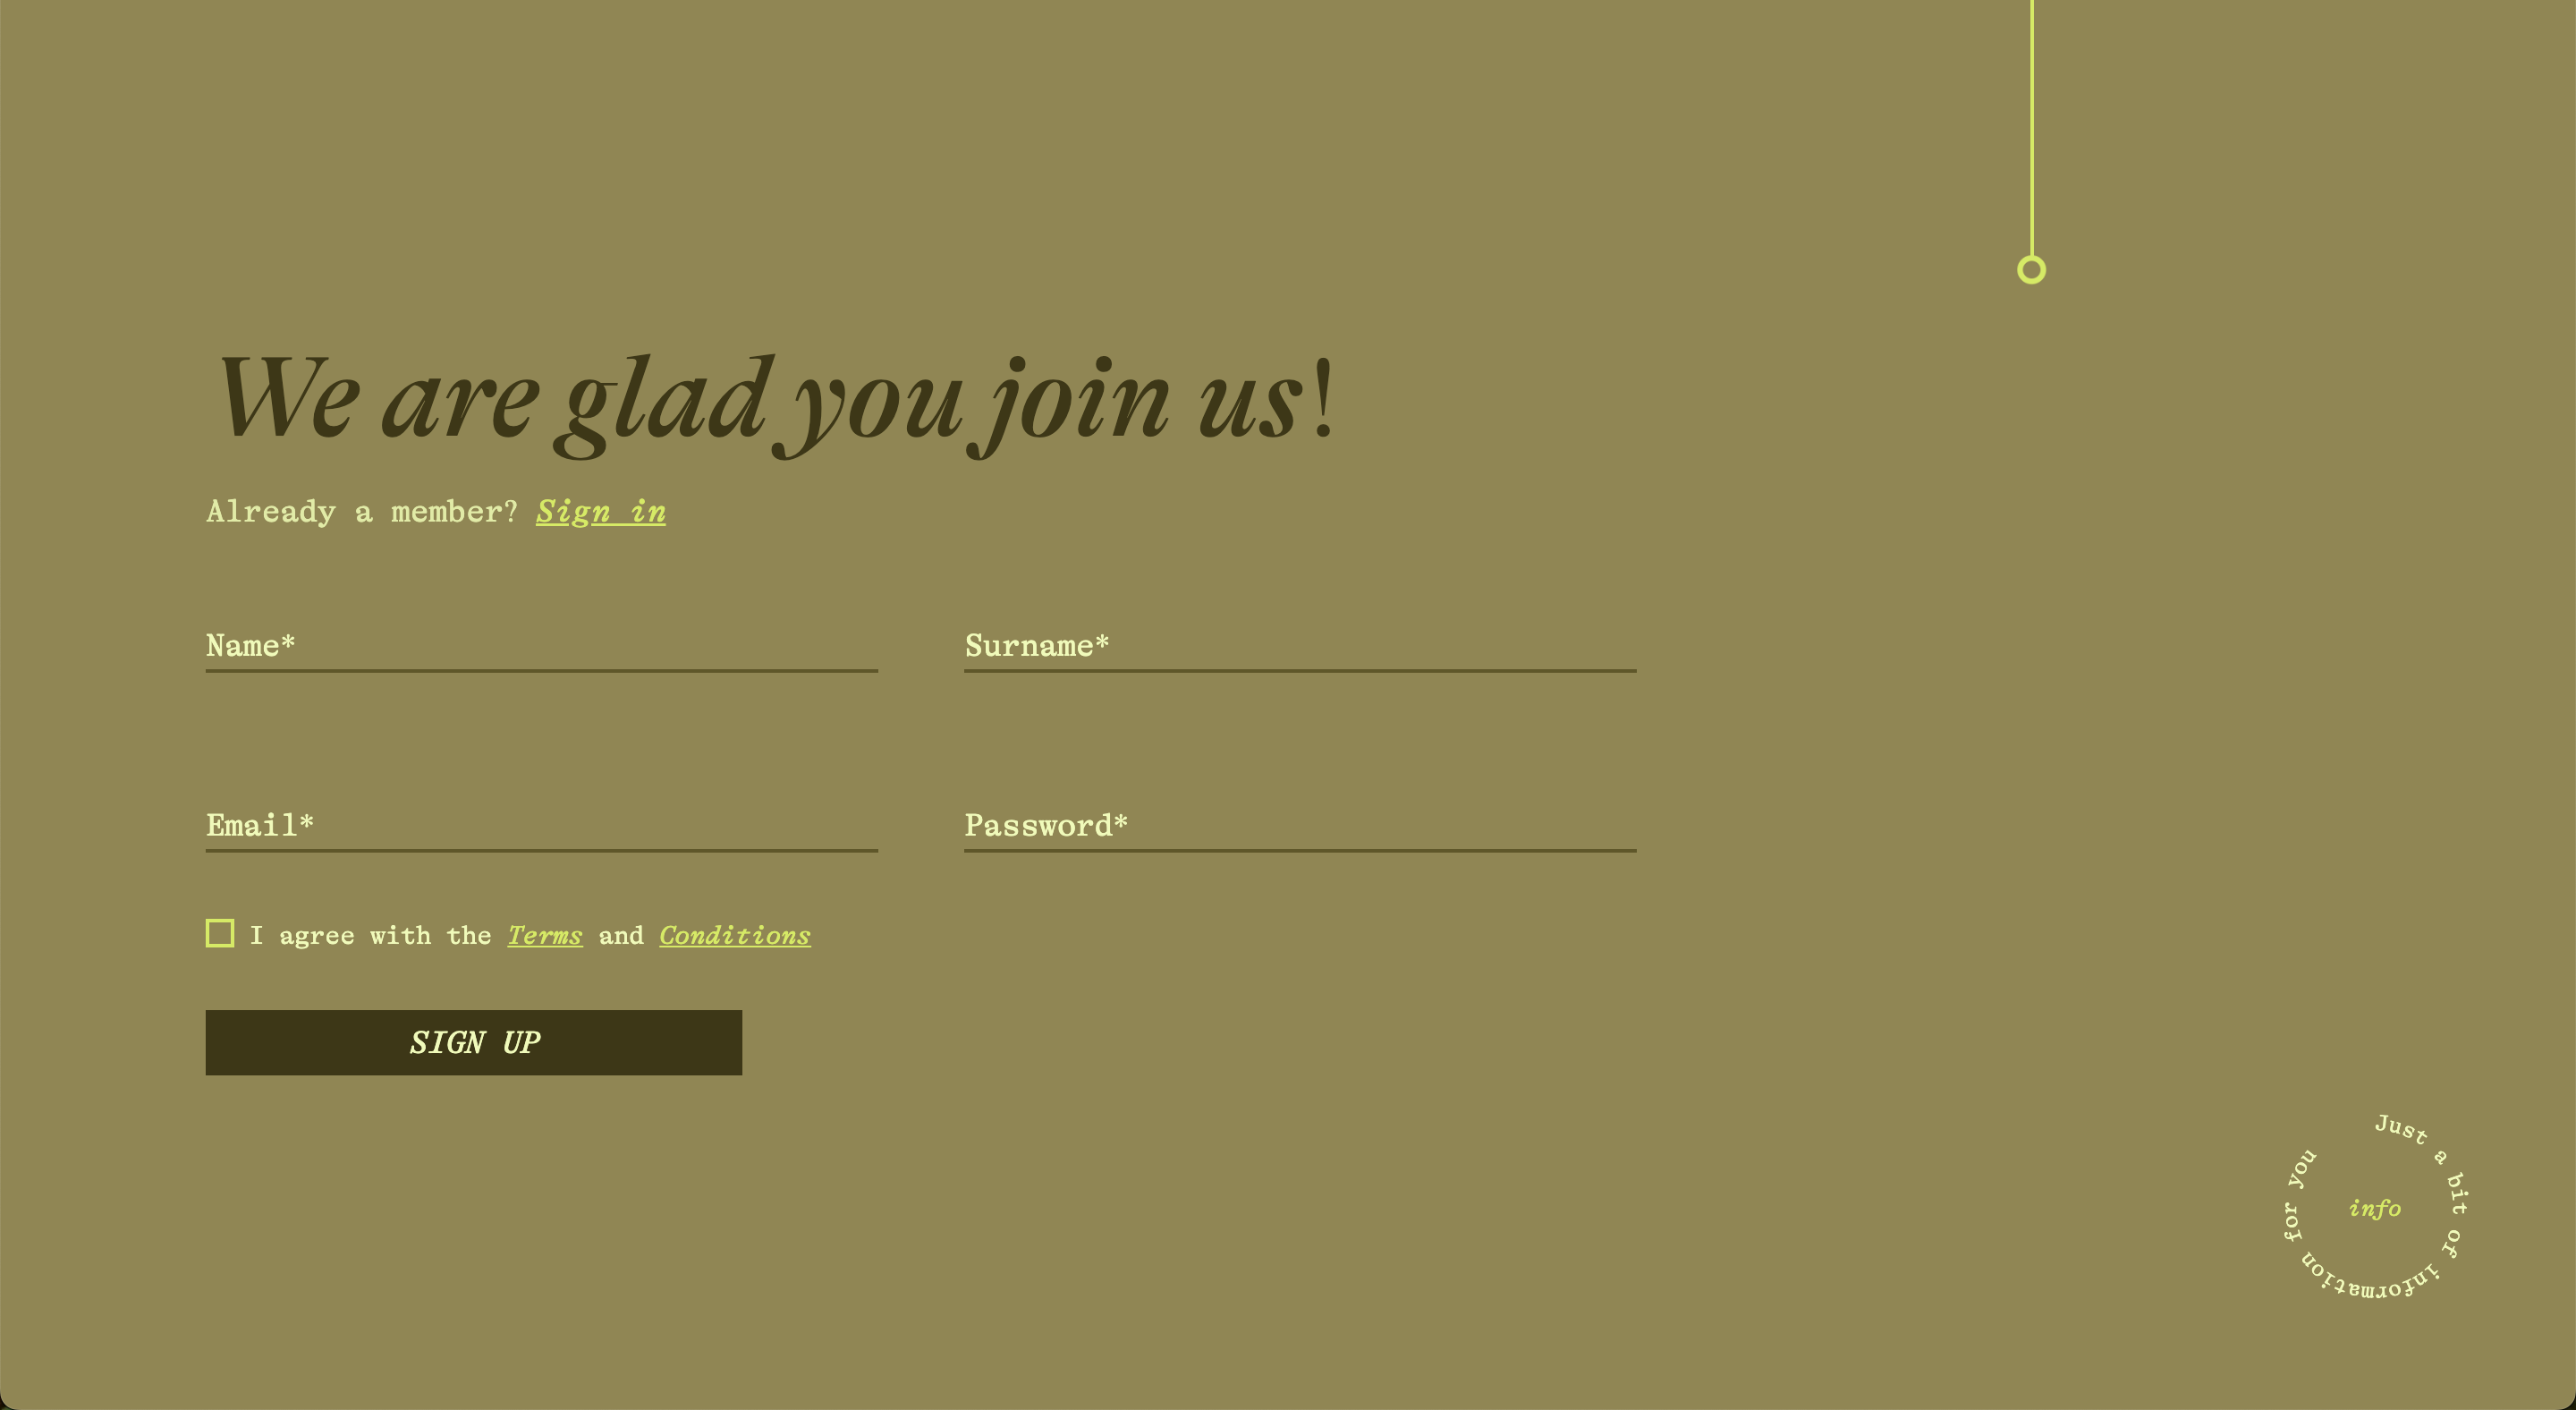 We are glad you join us!
Already a member? Sign in
Name*
Surname*
Email*
Password*
I agree with the Terms and Conditions
SIGN UP
Just a bit of information for you
info